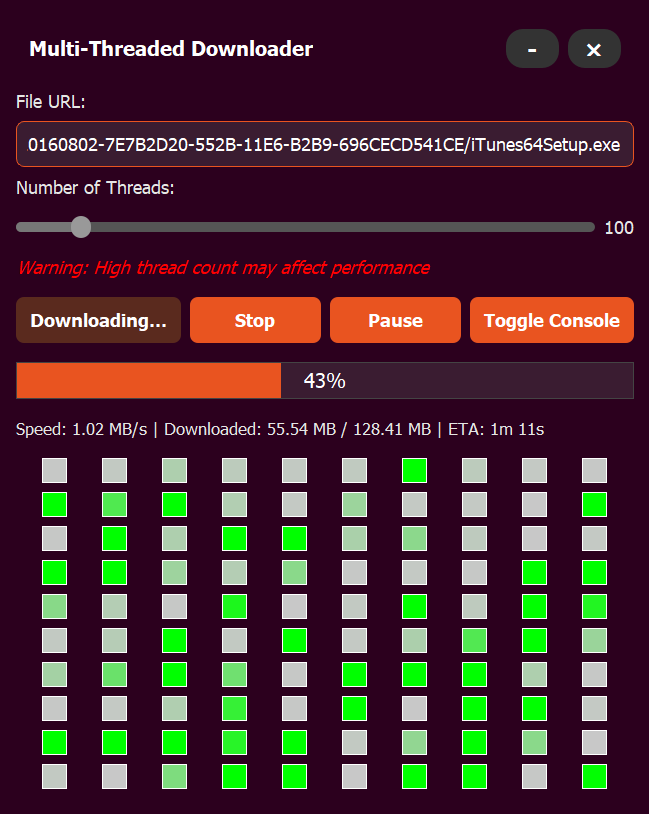 Multi-Threaded Downloader - ×
File URL:
0160802-7E7B2D20-552B-11E6-B2B9-696CECD541CE/iTunes64Setup.exe
Number of Threads:
100
Warning: High thread count may affect performance
Downloading... Stop Pause Toggle Console
43%
Speed: 1.02 MB/s | Downloaded: 55.54 MB / 128.41 MB | ETA: 1m 11s